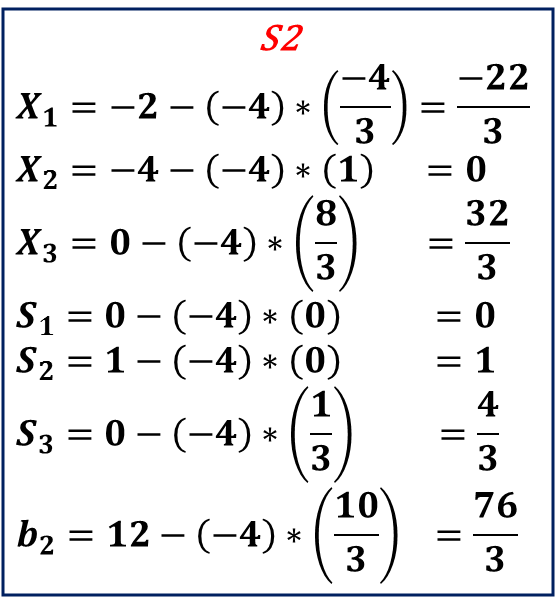 S2
X₁ = −2 − (−4) * (−4/3) = −22/3
X₂ = −4 − (−4) * (1) = 0
X₃ = 0 − (−4) * (8/3) = 32/3
S₁ = 0 − (−4) * (0) = 0
S₂ = 1 − (−4) * (0) = 1
S₃ = 0 − (−4) * (1/3) = 4/3
b₂ = 12 − (−4) * (10/3) = 76/3